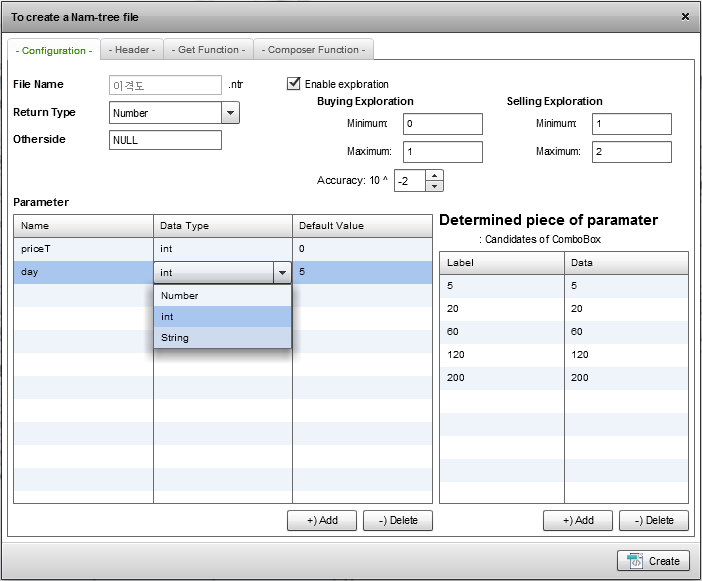 To create a Nam-tree file
- Configuration -
- Header -
- Get Function -
- Composer Function -
File Name
이격도
.ntr
Enable exploration
Return Type
Number
Buying Exploration
Selling Exploration
Otherside
NULL
Minimum:
0
Minimum:
1
Maximum:
1
Maximum:
2
Accuracy: 10 ^
-2
Parameter
Name
Data Type
Default Value
priceT
int
0
day
int
5
Number
int
String
Determined piece of paramater
: Candidates of ComboBox
Label
Data
5
5
20
20
60
60
120
120
200
200
+) Add
-) Delete
+) Add
-) Delete
Create